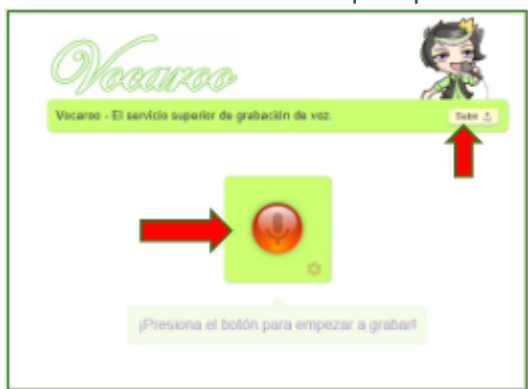 Vocaroo
Vocaroo - El servicio superior de grabación de voz.
Subir
¡Presiona el botón para empezar a grabar!